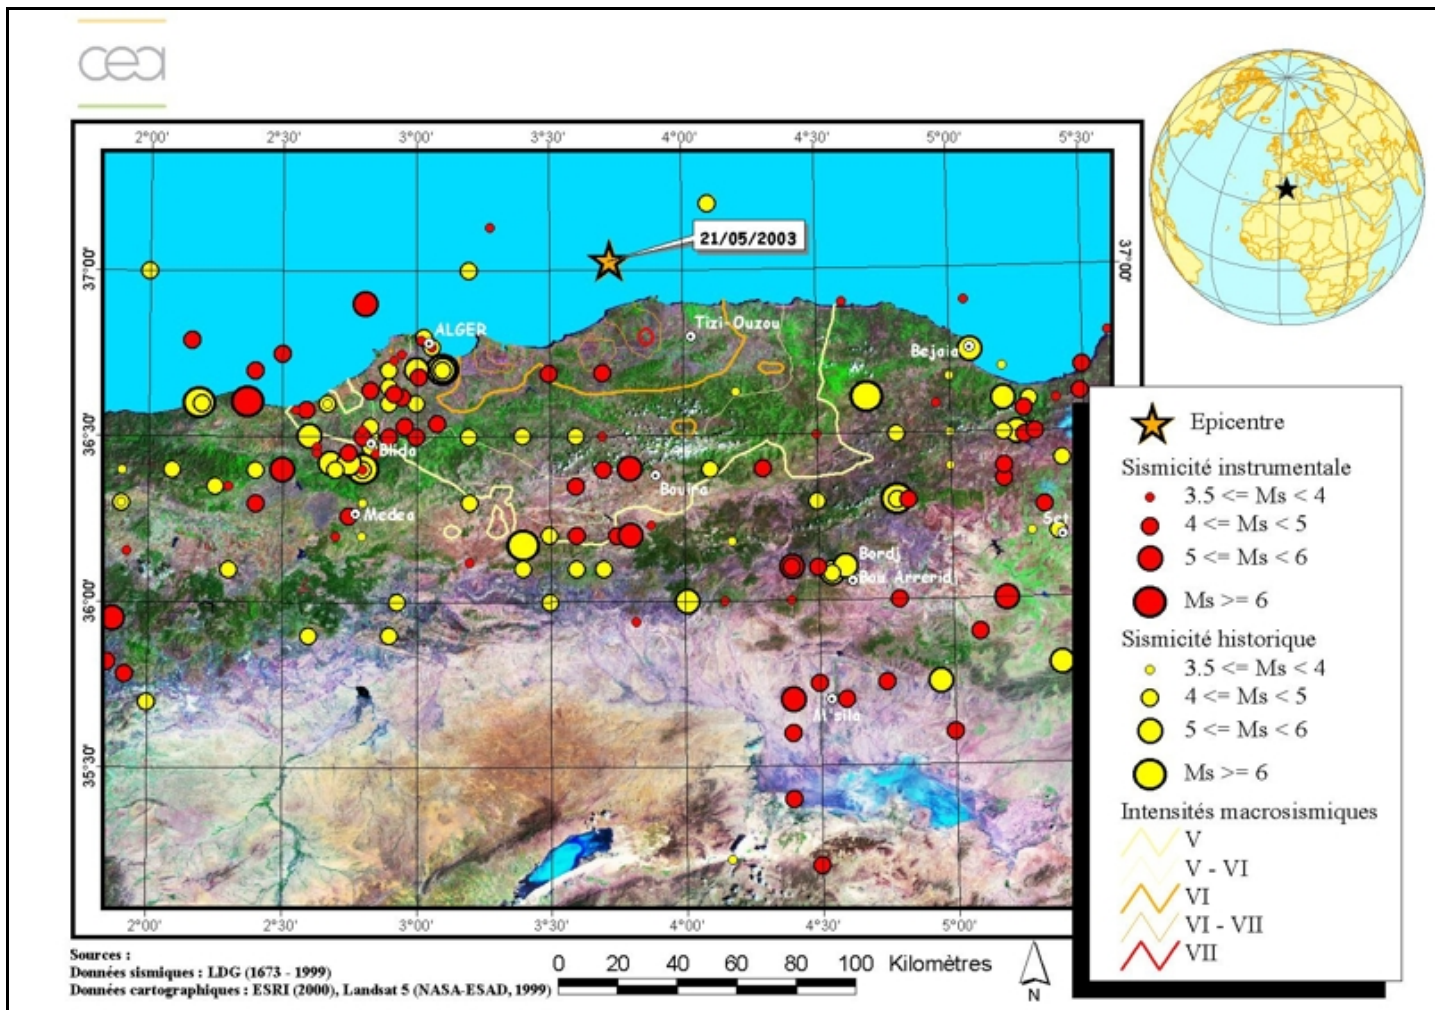 cea
2°00' 2°30' 3°00' 3°30' 4°00' 4°30' 5°00' 5°30'
21/05/2003
37°00' 37°00'
ALGER
Tizi-Ouzou
Bejaia
36°30'
Blida
Bouira
Medea
Set
Bordj
Bou Arrerid
36°00'
M'sila
35°30'
2°00' 2°30' 3°00' 3°30' 4°00' 4°30' 5°00'
Epicentre
Sismicité instrumentale
3.5 <= Ms < 4
4 <= Ms < 5
5 <= Ms < 6
Ms >= 6
Sismicité historique
3.5 <= Ms < 4
4 <= Ms < 5
5 <= Ms < 6
Ms >= 6
Intensités macrosismiques
V
V - VI
VI
VI - VII
VII
Sources :
Données sismiques : LDG (1673 - 1999)
Données cartographiques : ESRI (2000), Landsat 5 (NASA-ESAD, 1999)
0 20 40 60 80 100 Kilomètres
N